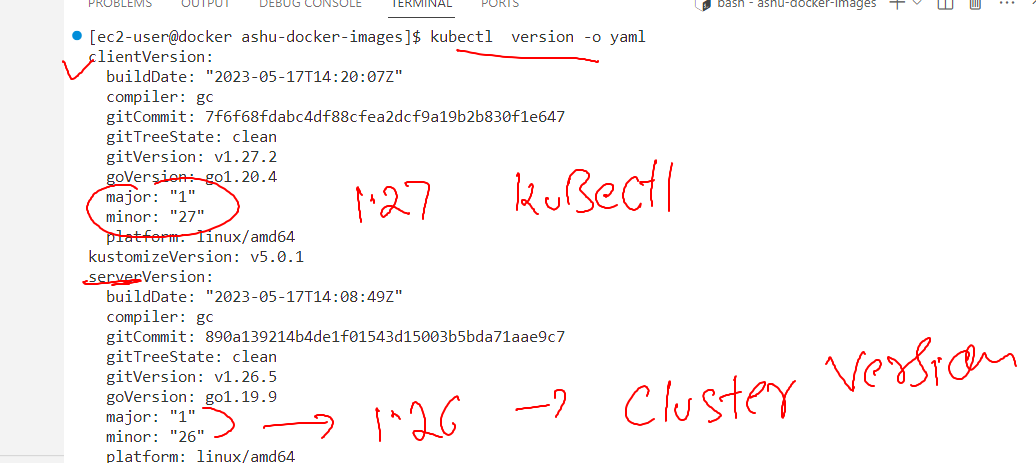 PROBLEMS OUTPUT DEBUG CONSOLE TERMINAL PORTS bash - ashu-docker-images
[ec2-user@docker ashu-docker-images]$ kubectl  version -o yaml
clientVersion:
  buildDate: "2023-05-17T14:20:07Z"
  compiler: gc
  gitCommit: 7f6f68fdabc4df88cfea2dcf9a19b2b830f1e647
  gitTreeState: clean
  gitVersion: v1.27.2
  goVersion: go1.20.4
  major: "1" 1.27 kuBectl
  minor: "27"
  platform: linux/amd64
kustomizeVersion: v5.0.1
serverVersion:
  buildDate: "2023-05-17T14:08:49Z"
  compiler: gc
  gitCommit: 890a139214b4de1f01543d15003b5bda71aae9c7
  gitTreeState: clean
  gitVersion: v1.26.5
  goVersion: go1.19.9
  major: "1" → 1.26 → Cluster Version
  minor: "26"
  platform: linux/amd64